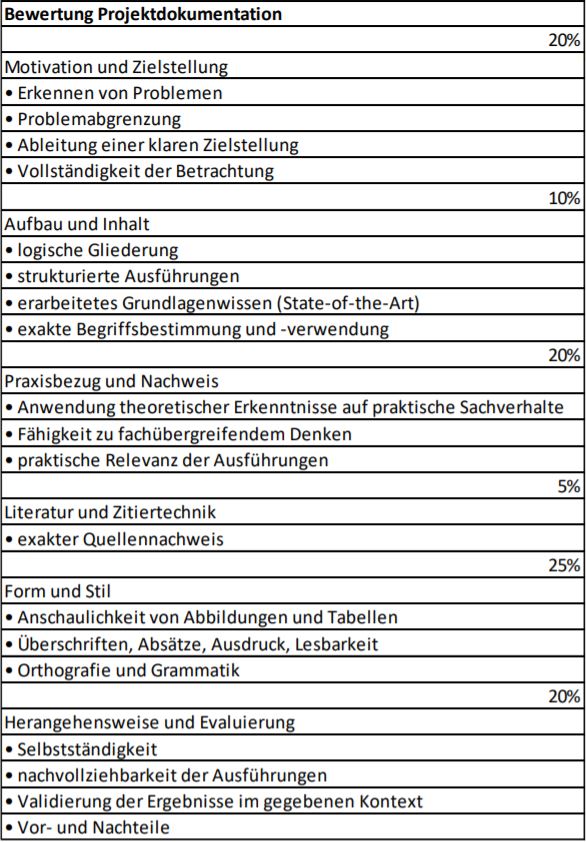 Bewertung Projektdokumentation
20%
Motivation und Zielstellung
• Erkennen von Problemen
• Problemabgrenzung
• Ableitung einer klaren Zielstellung
• Vollständigkeit der Betrachtung
10%
Aufbau und Inhalt
• logische Gliederung
• strukturierte Ausführungen
• erarbeitetes Grundlagenwissen (State-of-the-Art)
• exakte Begriffsbestimmung und -verwendung
20%
Praxisbezug und Nachweis
• Anwendung theoretischer Erkenntnisse auf praktische Sachverhalte
• Fähigkeit zu fachübergreifendem Denken
• praktische Relevanz der Ausführungen
5%
Literatur und Zitiertechnik
• exakter Quellennachweis
25%
Form und Stil
• Anschaulichkeit von Abbildungen und Tabellen
• Überschriften, Absätze, Ausdruck, Lesbarkeit
• Orthografie und Grammatik
20%
Herangehensweise und Evaluierung
• Selbstständigkeit
• nachvollziehbarkeit der Ausführungen
• Validierung der Ergebnisse im gegebenen Kontext
• Vor- und Nachteile